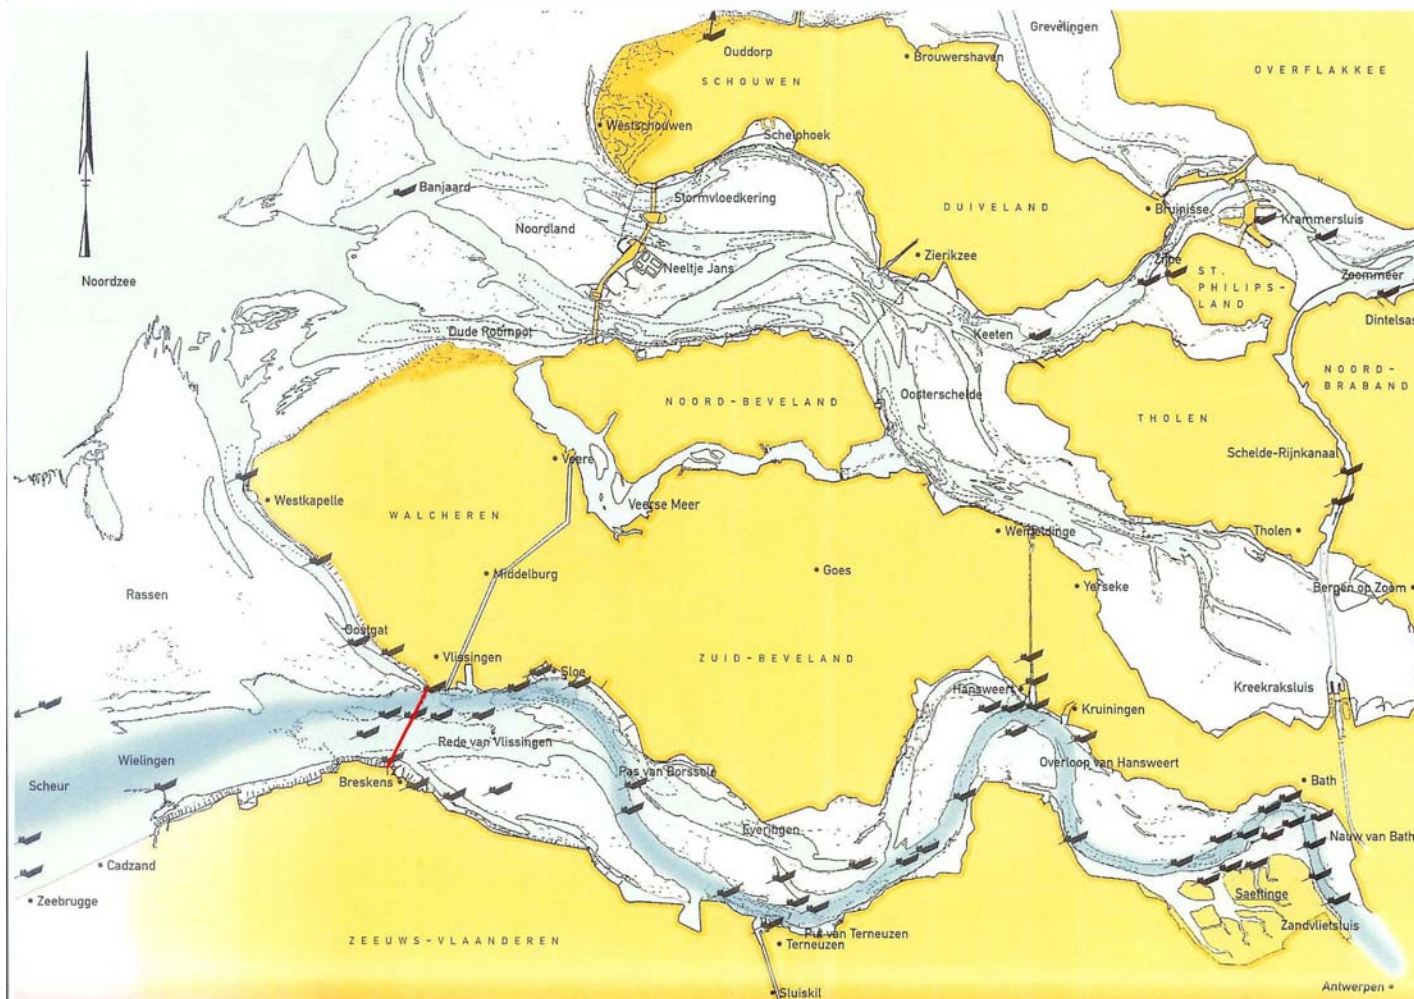 Grevelingen
Ouddorp
Brouwershaven
OVERFLAKKEE
SCHOUWEN
Westschouwen
Schelphoek
Banjaard
Stormvloedkering
DUIVELAND
Bruinisse
Krammersluis
Noordland
Zierikzee
Zijpe
Neeltje Jans
ST.
PHILIPS-
LAND
Zoommeer
Noordzee
Dintelsas
Oude Roompot
Keeten
NOORD-
BRABAND
Oosterschelde
NOORD-BEVELAND
THOLEN
Schelde-Rijnkanaal
Veere
Westkapelle
Veerse Meer
WALCHEREN
Wemeldinge
Tholen
Middelburg
Goes
Yerseke
Bergen op Zoom
Rassen
Oostgat
Vlissingen
ZUID-BEVELAND
Sloe
Hansweert
Kreekraksluis
Kruiningen
Rede van Vlissingen
Wielingen
Overloop van Hansweert
Pas van Borssele
Scheur
Breskens
Bath
Everingen
Nauw van Bath
Cadzand
Saeftinge
Zeebrugge
Zandvlietsluis
Put van Terneuzen
ZEEUWS-VLAANDEREN
Terneuzen
Antwerpen
Sluiskil